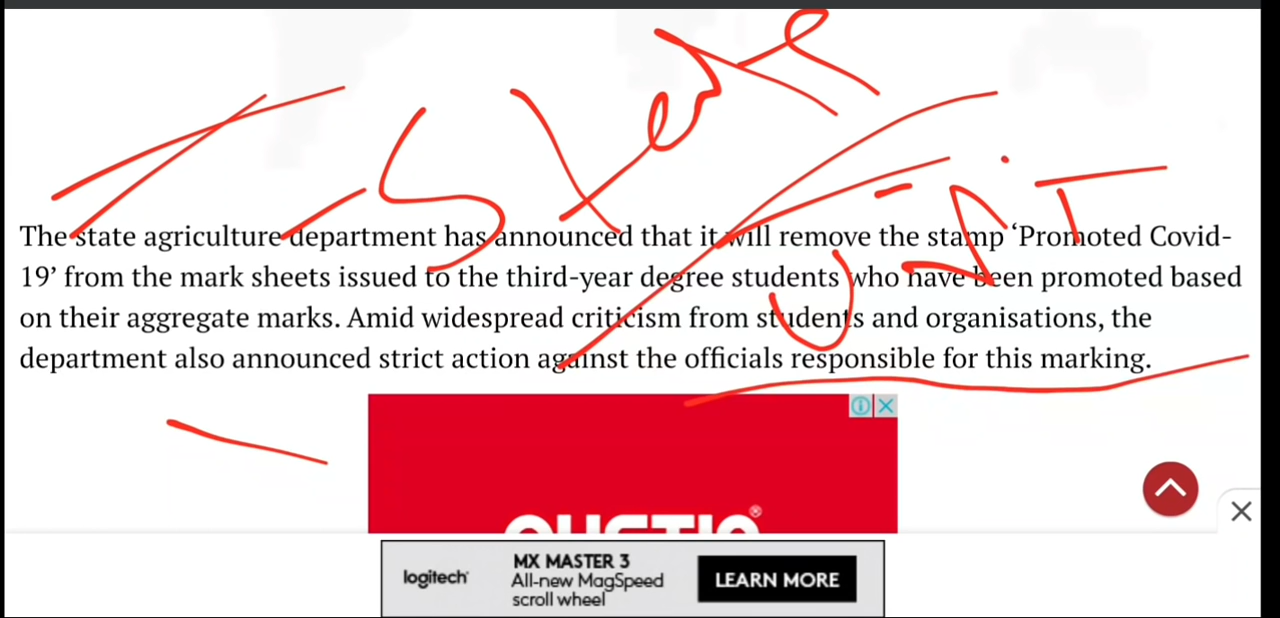 The state agriculture department has announced that it will remove the stamp ‘Promoted Covid-
19’ from the mark sheets issued to the third-year degree students who have been promoted based
on their aggregate marks. Amid widespread criticism from students and organisations, the
department also announced strict action against the officials responsible for this marking.
logitech
MX MASTER 3
All-new MagSpeed
scroll wheel
LEARN MORE